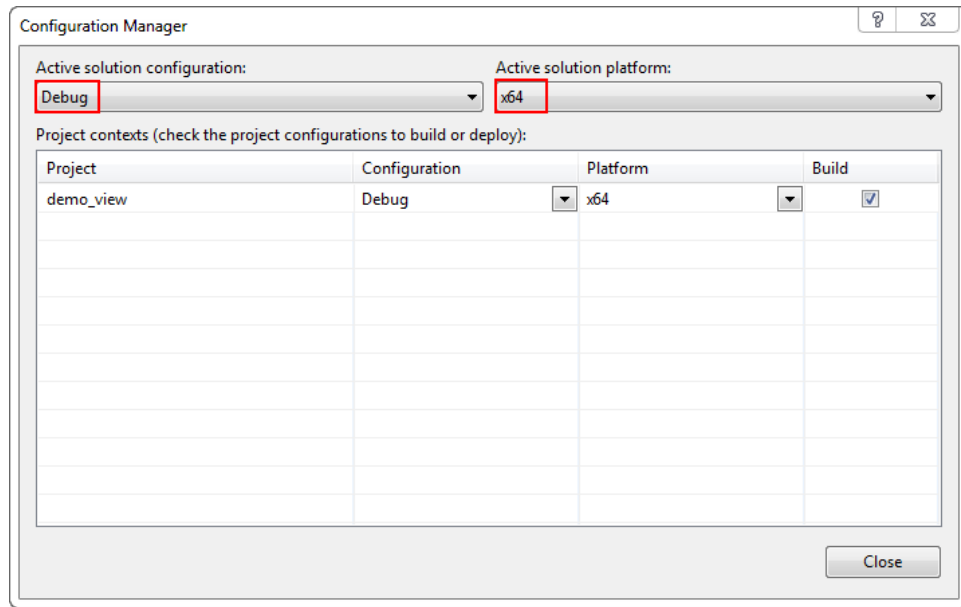 Configuration Manager
Active solution configuration: Active solution platform:
Debug x64
Project contexts (check the project configurations to build or deploy):
Project Configuration Platform Build
demo_view Debug x64
Close